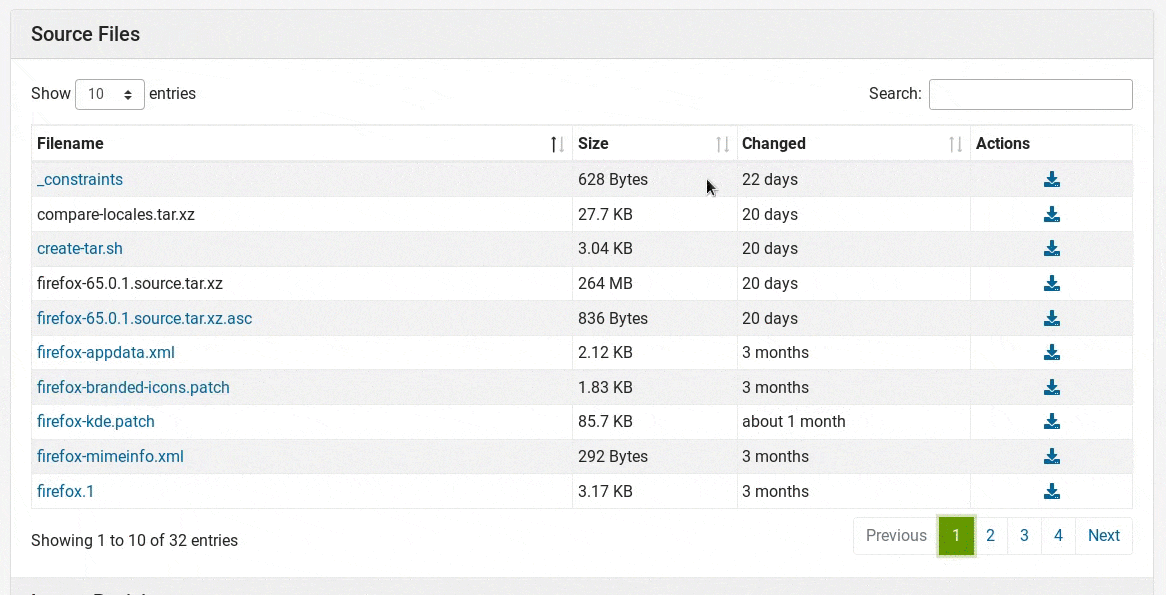 Source Files
Show 10 entries Search:
Filename Size Changed Actions
_constraints 628 Bytes 22 days
compare-locales.tar.xz 27.7 KB 20 days
create-tar.sh 3.04 KB 20 days
firefox-65.0.1.source.tar.xz 264 MB 20 days
firefox-65.0.1.source.tar.xz.asc 836 Bytes 20 days
firefox-appdata.xml 2.12 KB 3 months
firefox-branded-icons.patch 1.83 KB 3 months
firefox-kde.patch 85.7 KB about 1 month
firefox-mimeinfo.xml 292 Bytes 3 months
firefox.1 3.17 KB 3 months
Showing 1 to 10 of 32 entries Previous 1 2 3 4 Next